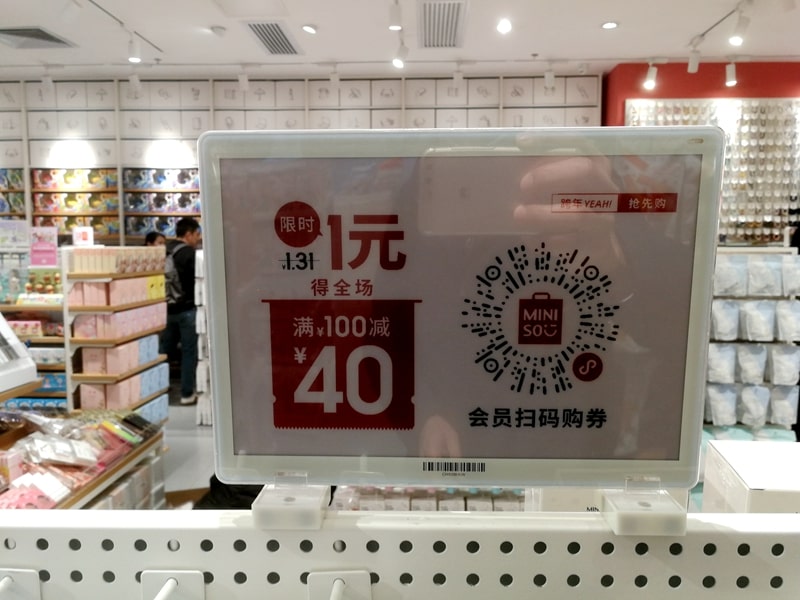 跨年YEAH! 抢先购
限时
1元
¥1.31
得全场
满¥100减
¥40
MINI
SO
会员扫码购券
MINI